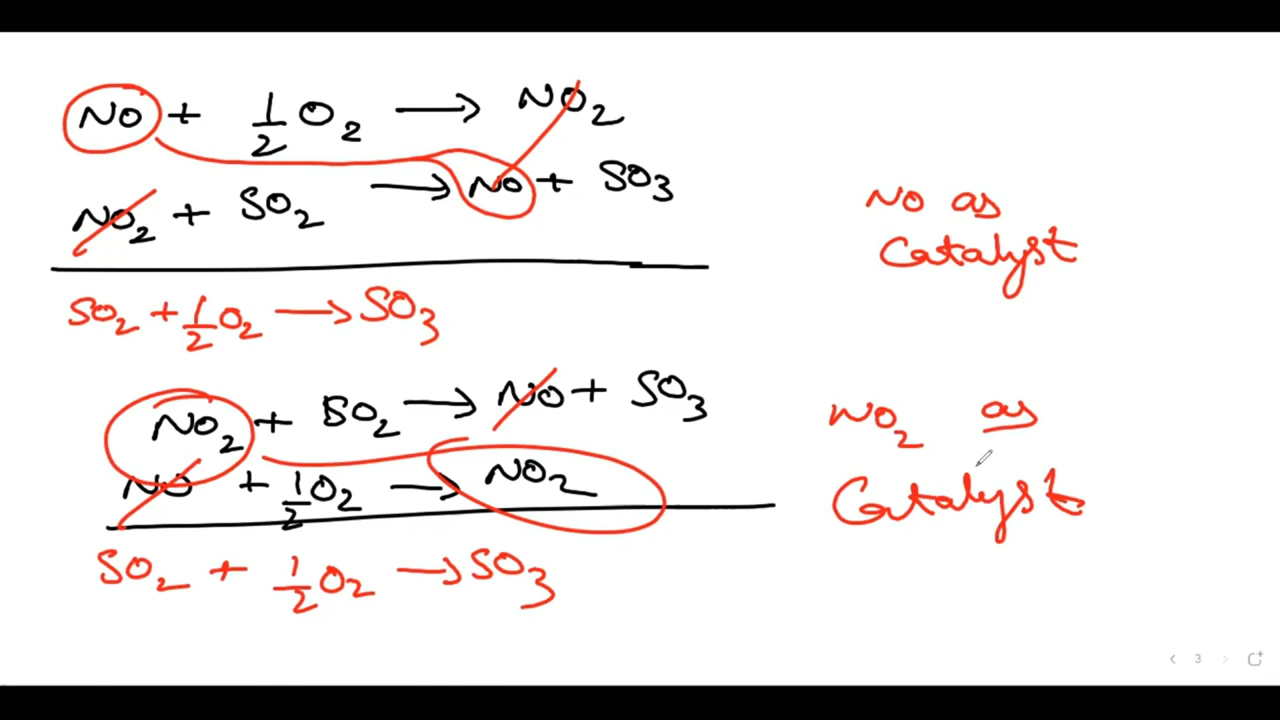 NO + 1/2 O2 → NO2
NO2 + SO2 → NO + SO3
SO2 + 1/2 O2 → SO3
NO as
Catalyst
NO2 + SO2 → NO + SO3
NO + 1/2 O2 → NO2
SO2 + 1/2 O2 → SO3
NO2 as
Catalyst
3